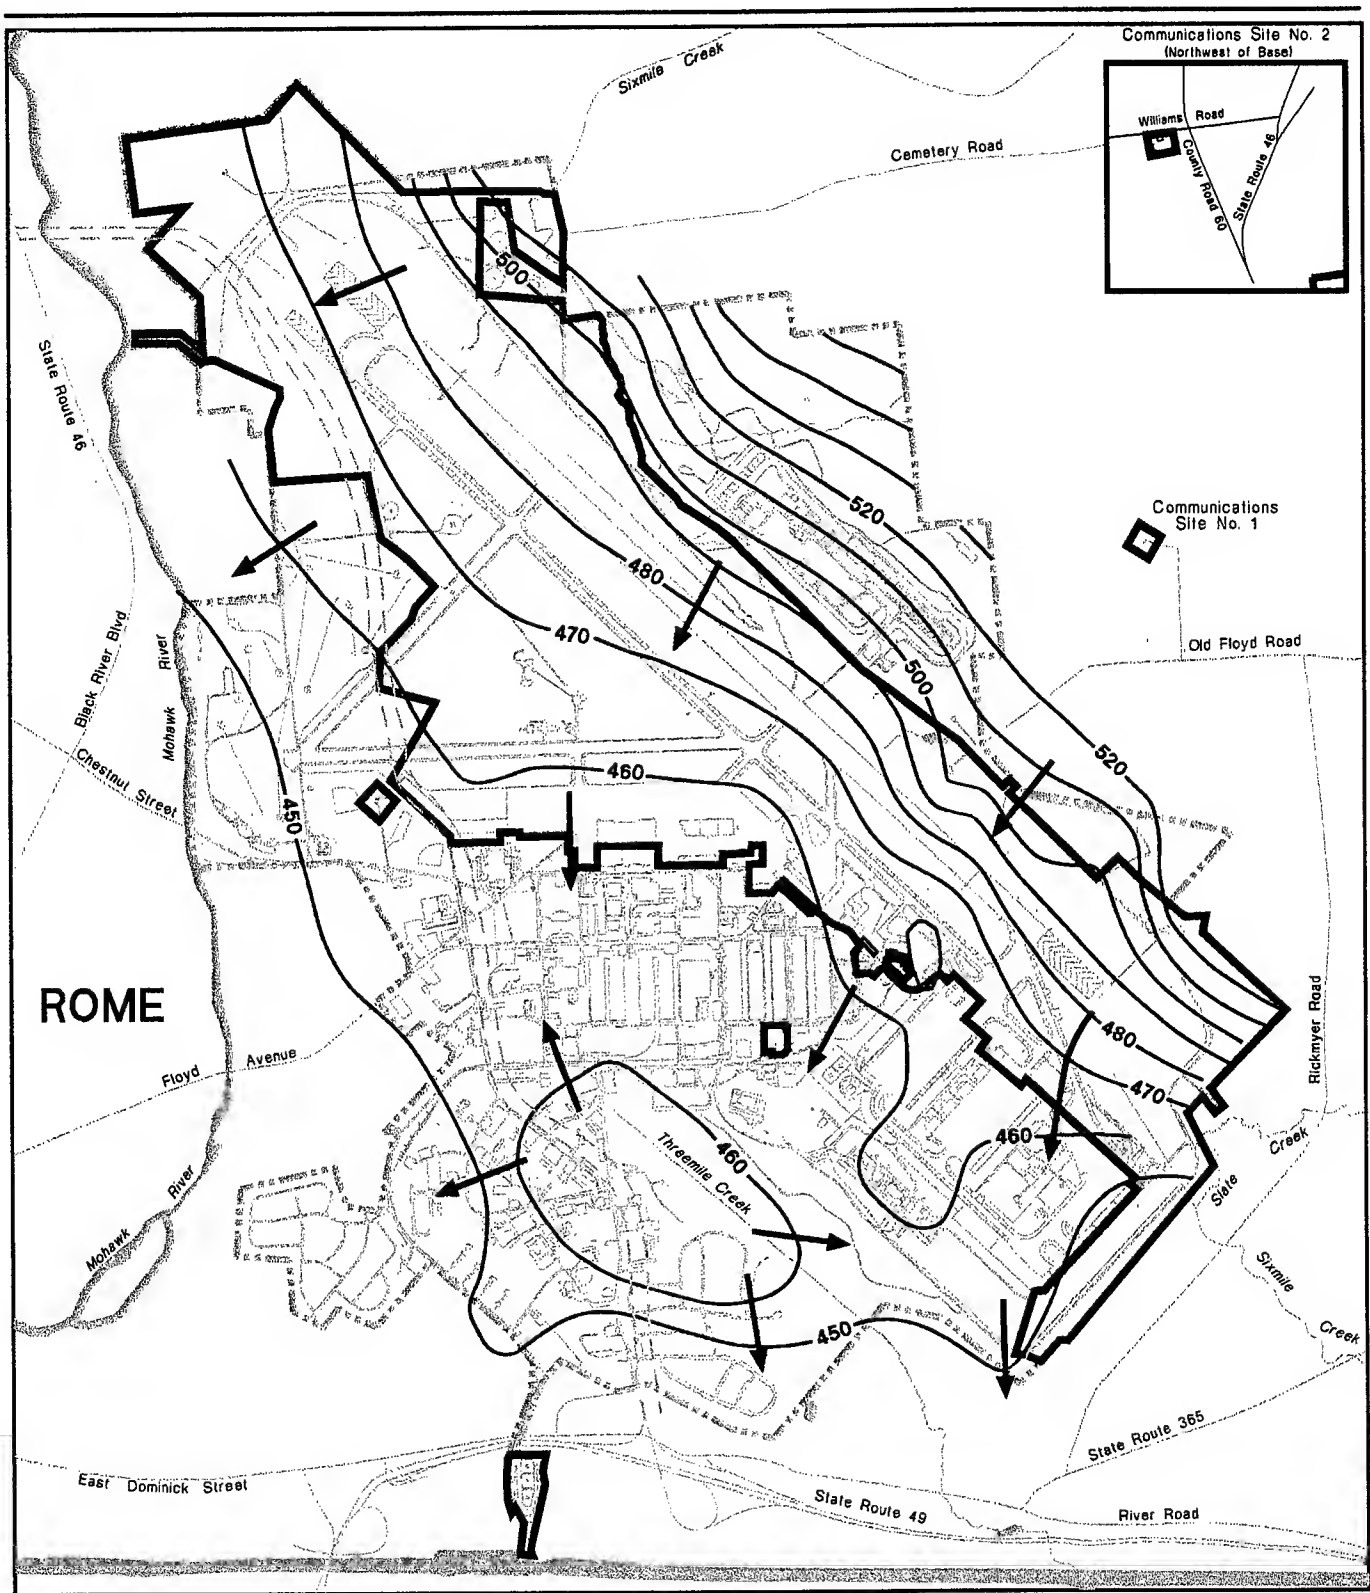 Communications Site No. 2
(Northwest of Base)
Williams Road
County Road 60
State Route 46
Sixmile Creek
Cemetery Road
500
State Route 46
520
Communications
Site No. 1
480
470
Old Floyd Road
Black River Blvd
Mohawk River
500
Chestnut Street
460
520
450
ROME
Rickmyer Road
Floyd Avenue
480
470
460
460
Threemile Creek
Slate Creek
Mohawk River
Sixmile Creek
450
State Route 365
East Dominick Street
State Route 49
River Road